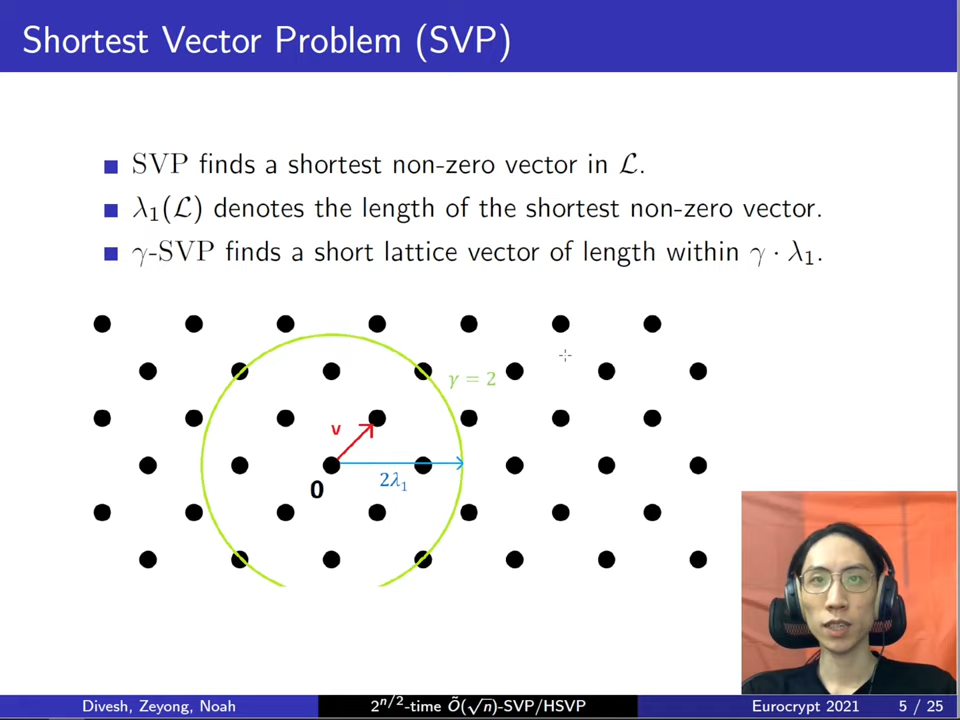 Shortest Vector Problem (SVP)
SVP finds a shortest non-zero vector in ℒ.
λ₁(ℒ) denotes the length of the shortest non-zero vector.
γ-SVP finds a short lattice vector of length within γ · λ₁.
γ = 2
v
2λ₁
0
Divesh, Zeyong, Noah
2^{n/2}-time Õ(√n)-SVP/HSVP
Eurocrypt 2021
5 / 25